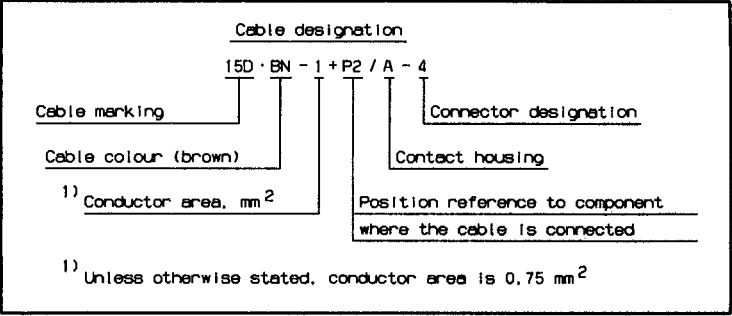 Cable designation
15D · BN - 1 + P2 / A - 4
Cable marking
Connector designation
Cable colour (brown)
Contact housing
1) Conductor area, mm2
Position reference to component
where the cable is connected
1) Unless otherwise stated, conductor area is 0,75 mm2